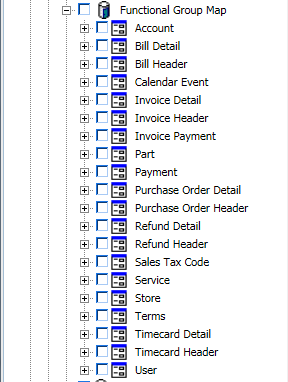 Functional Group Map
Account
Bill Detail
Bill Header
Calendar Event
Invoice Detail
Invoice Header
Invoice Payment
Part
Payment
Purchase Order Detail
Purchase Order Header
Refund Detail
Refund Header
Sales Tax Code
Service
Store
Terms
Timecard Detail
Timecard Header
User